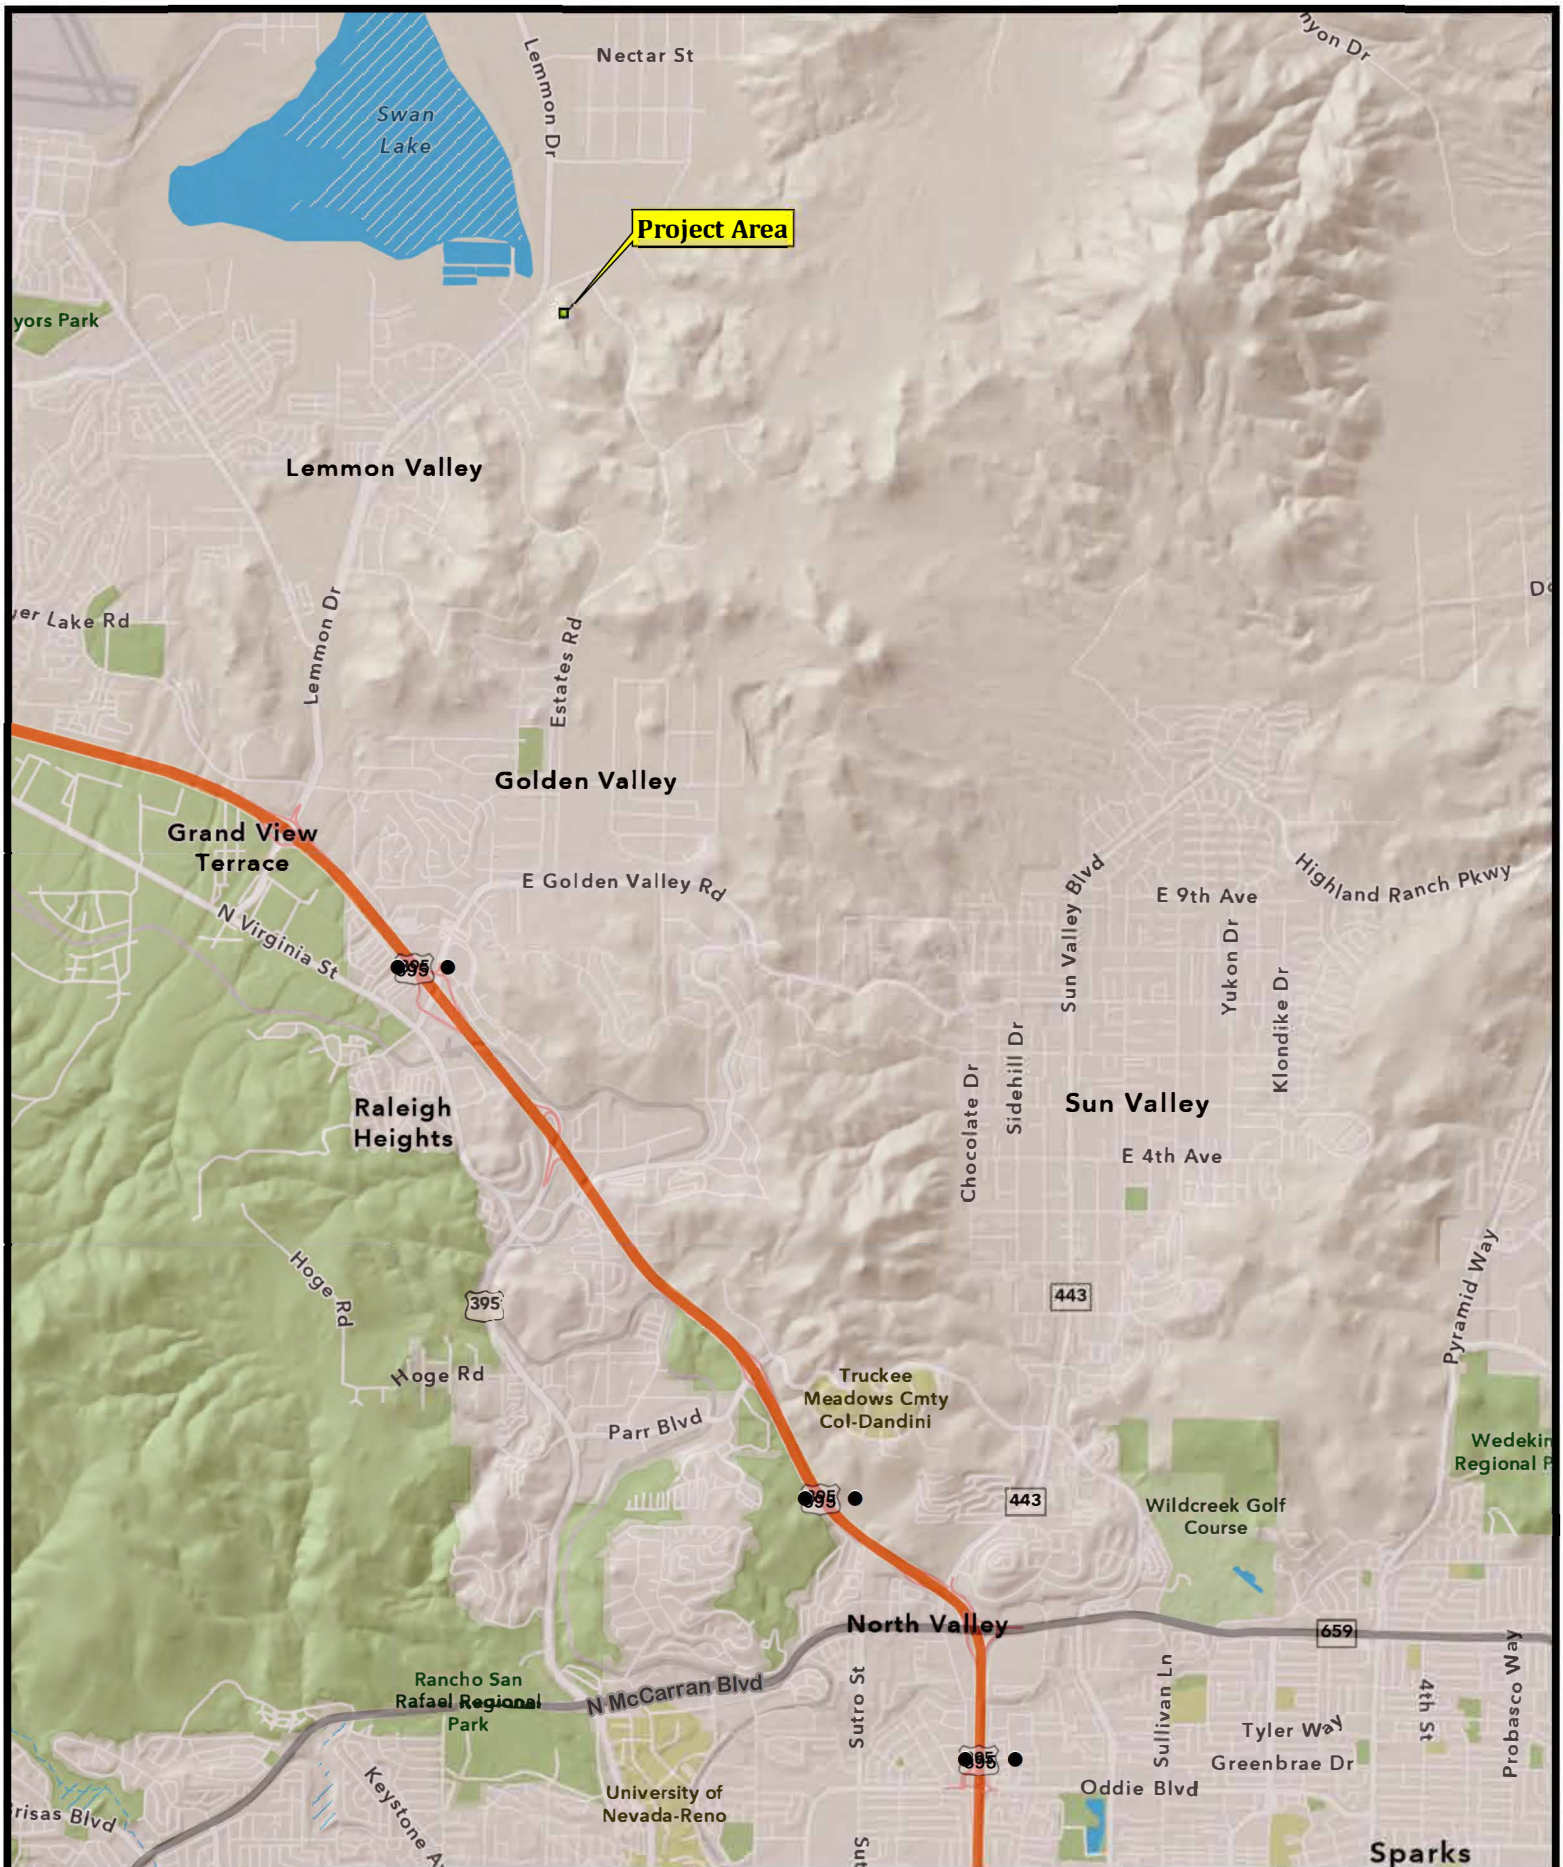 nyon Dr
Nectar St
Lemmon Dr
Swan
Lake
Project Area
yors Park
Lemmon Valley
yer Lake Rd
Lemmon Dr
Estates Rd
Golden Valley
Grand View
Terrace
E Golden Valley Rd
Sun Valley Blvd
Highland Ranch Pkwy
E 9th Ave
N Virginia St
Yukon Dr
Klondike Dr
395
Sidehill Dr
Chocolate Dr
Raleigh
Heights
Sun Valley
E 4th Ave
Hoge Rd
Pyramid Way
395
443
Hoge Rd
Truckee
Meadows Cmty
Col-Dandini
Parr Blvd
Wedekin
Regional P
395
443
Wildcreek Golf
Course
North Valley
659
Rancho San
Rafael Regional
Park
N McCarran Blvd
Sutro St
Sullivan Ln
4th St
Probasco Way
Tyler Way
Greenbrae Dr
395
Oddie Blvd
Keystone A
University of
Nevada-Reno
risas Blvd
Sparks